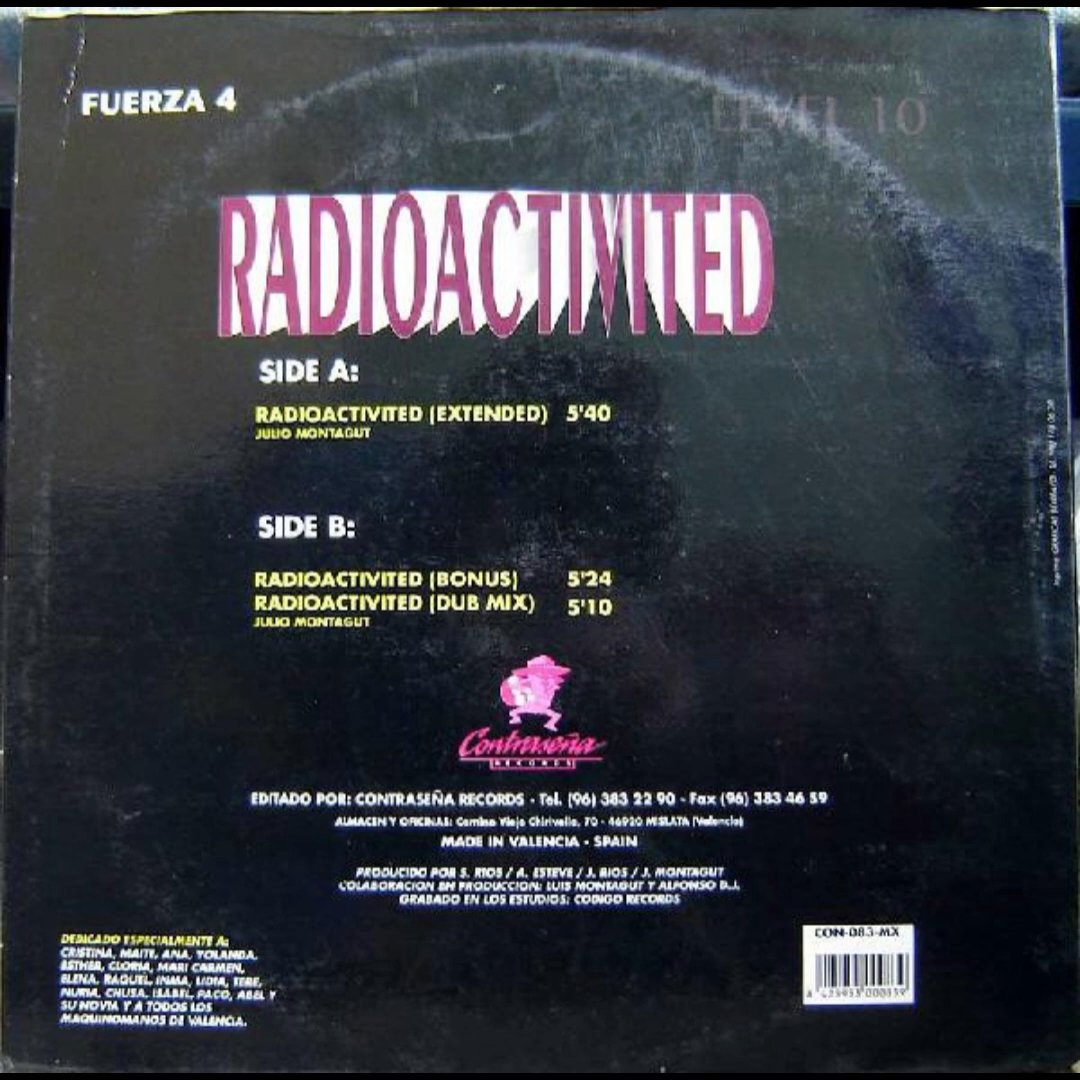 FUERZA 4
LEVEL 10
RADIOACTIVITED
SIDE A:
RADIOACTIVITED (EXTENDED) 5'40
JULIO MONTAGUT
SIDE B:
RADIOACTIVITED (BONUS) 5'24
RADIOACTIVITED (DUB MIX) 5'10
JULIO MONTAGUT
Contraseña
RECORDS
EDITADO POR: CONTRASEÑA RECORDS - Tel. (96) 383 22 90 - Fax (96) 383 46 59
ALMACEN Y OFICINAS: Camino Viejo Chirivella, 70 - 46920 MISLATA (Valencia)
MADE IN VALENCIA - SPAIN
PRODUCIDO POR S. RIOS / A. ESTEVE / J. RIOS / J. MONTAGUT
COLABORACION EN PRODUCCION: LUIS MONTAGUT Y ALFONSO D.J.
GRABADO EN LOS ESTUDIOS: CODIGO RECORDS
DEDICADO ESPECIALMENTE A:
CRISTINA, MAITE, ANA, YOLANDA,
ESTHER, GLORIA, MARI CARMEN,
ELENA, RAQUEL, INMA, LIDIA, TERE,
NURIA, CHUSA, ISABEL, PACO, ABEL Y
SU NOVIA Y A TODOS LOS
MAQUINOMANOS DE VALENCIA.
CON-083-MX